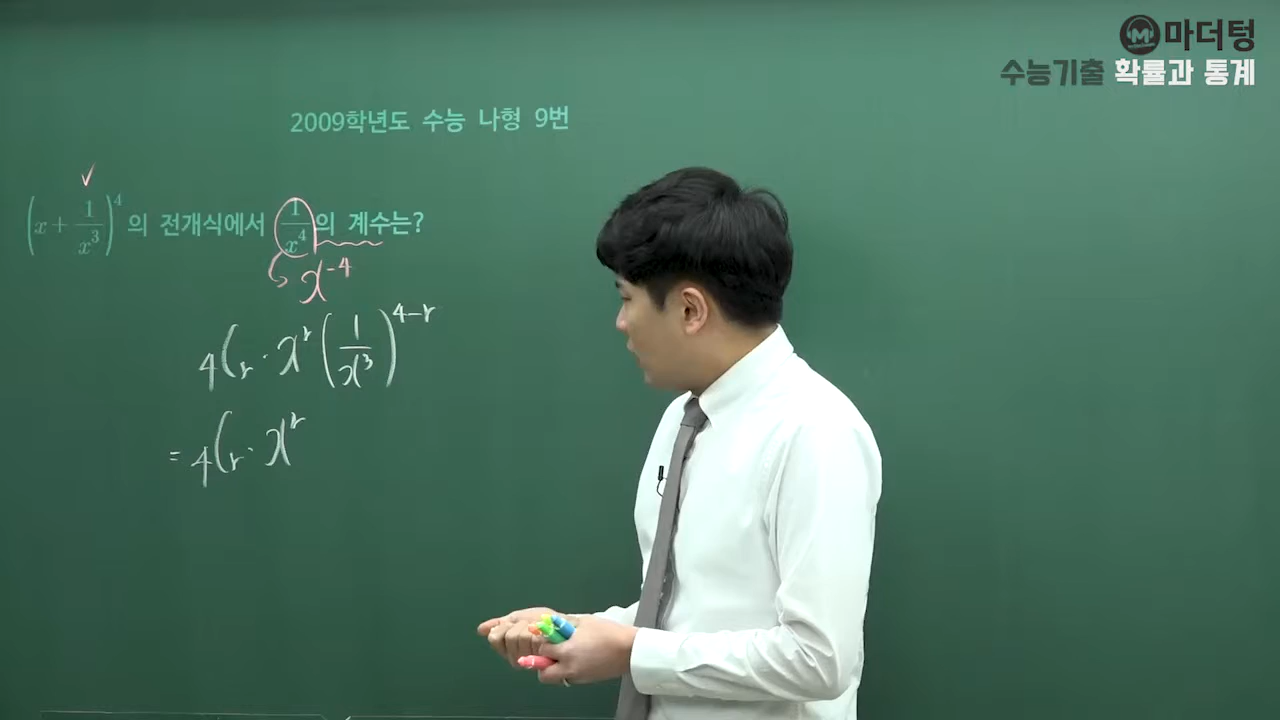 마더텅
수능기출 확률과 통계
2009학년도 수능 나형 9번
(x + 1/x³)⁴ 의 전개식에서 1/x⁴ 의 계수는?
x⁻⁴
₄Cᵣ · xʳ (1/x³)⁴⁻ʳ
= ₄Cᵣ · xʳ